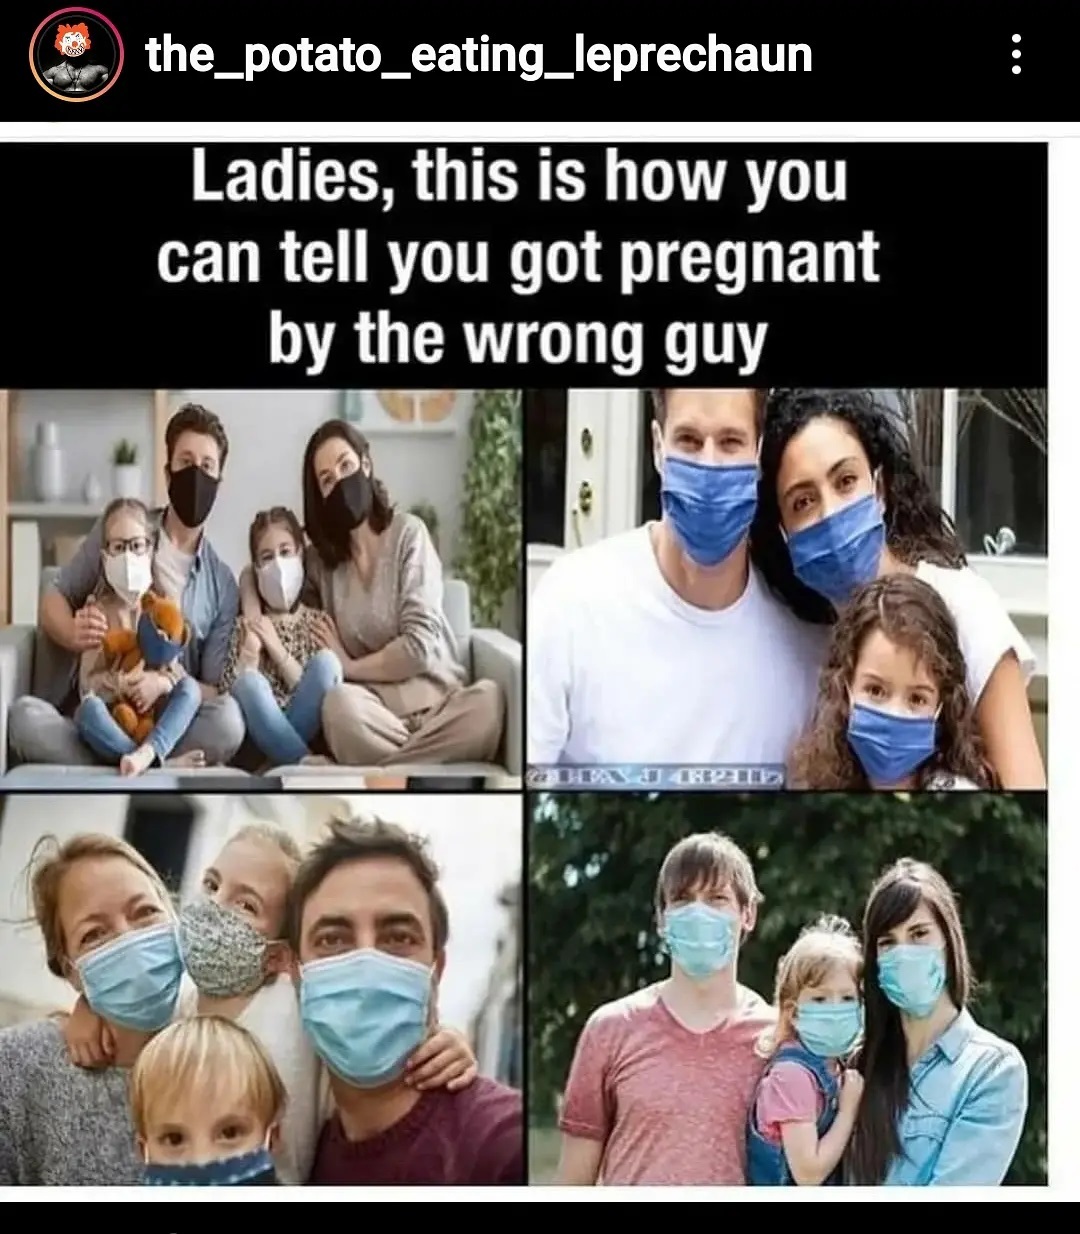 the_potato_eating_leprechaun
Ladies, this is how you
can tell you got pregnant
by the wrong guy